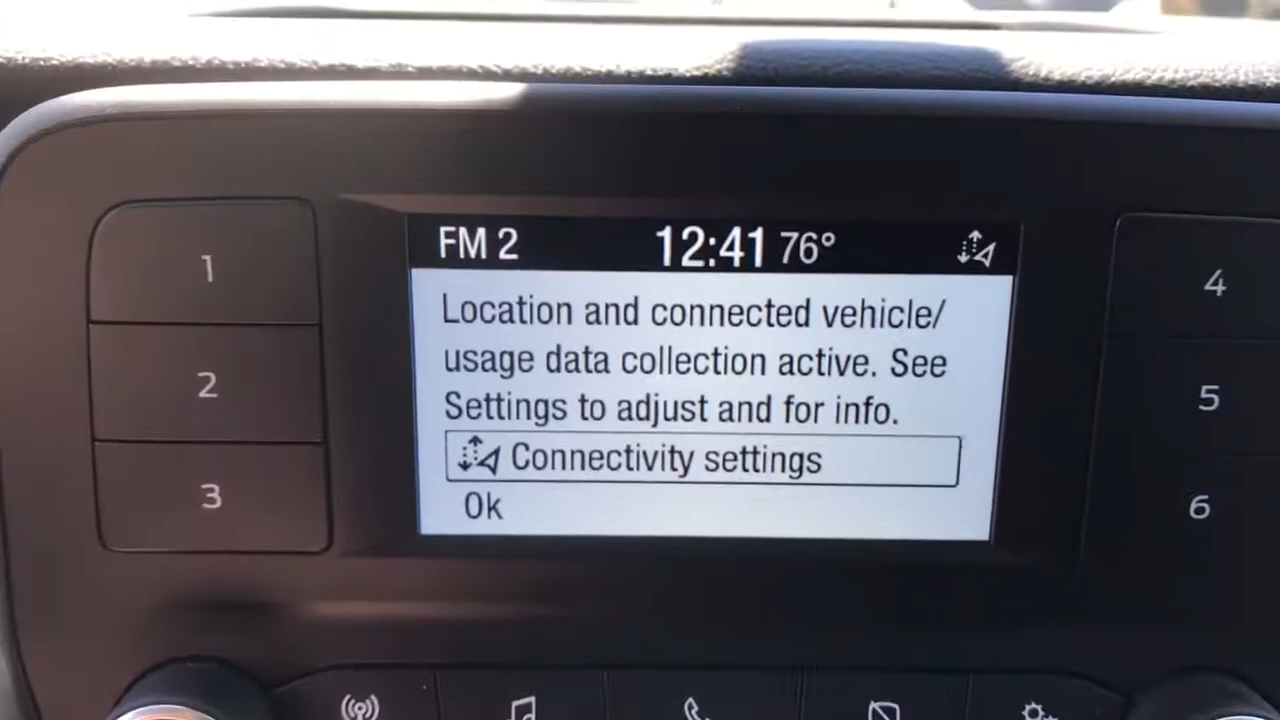 FM 2 12:41 76°
Location and connected vehicle/
usage data collection active. See
Settings to adjust and for info.
Connectivity settings
Ok
1
2
3
4
5
6